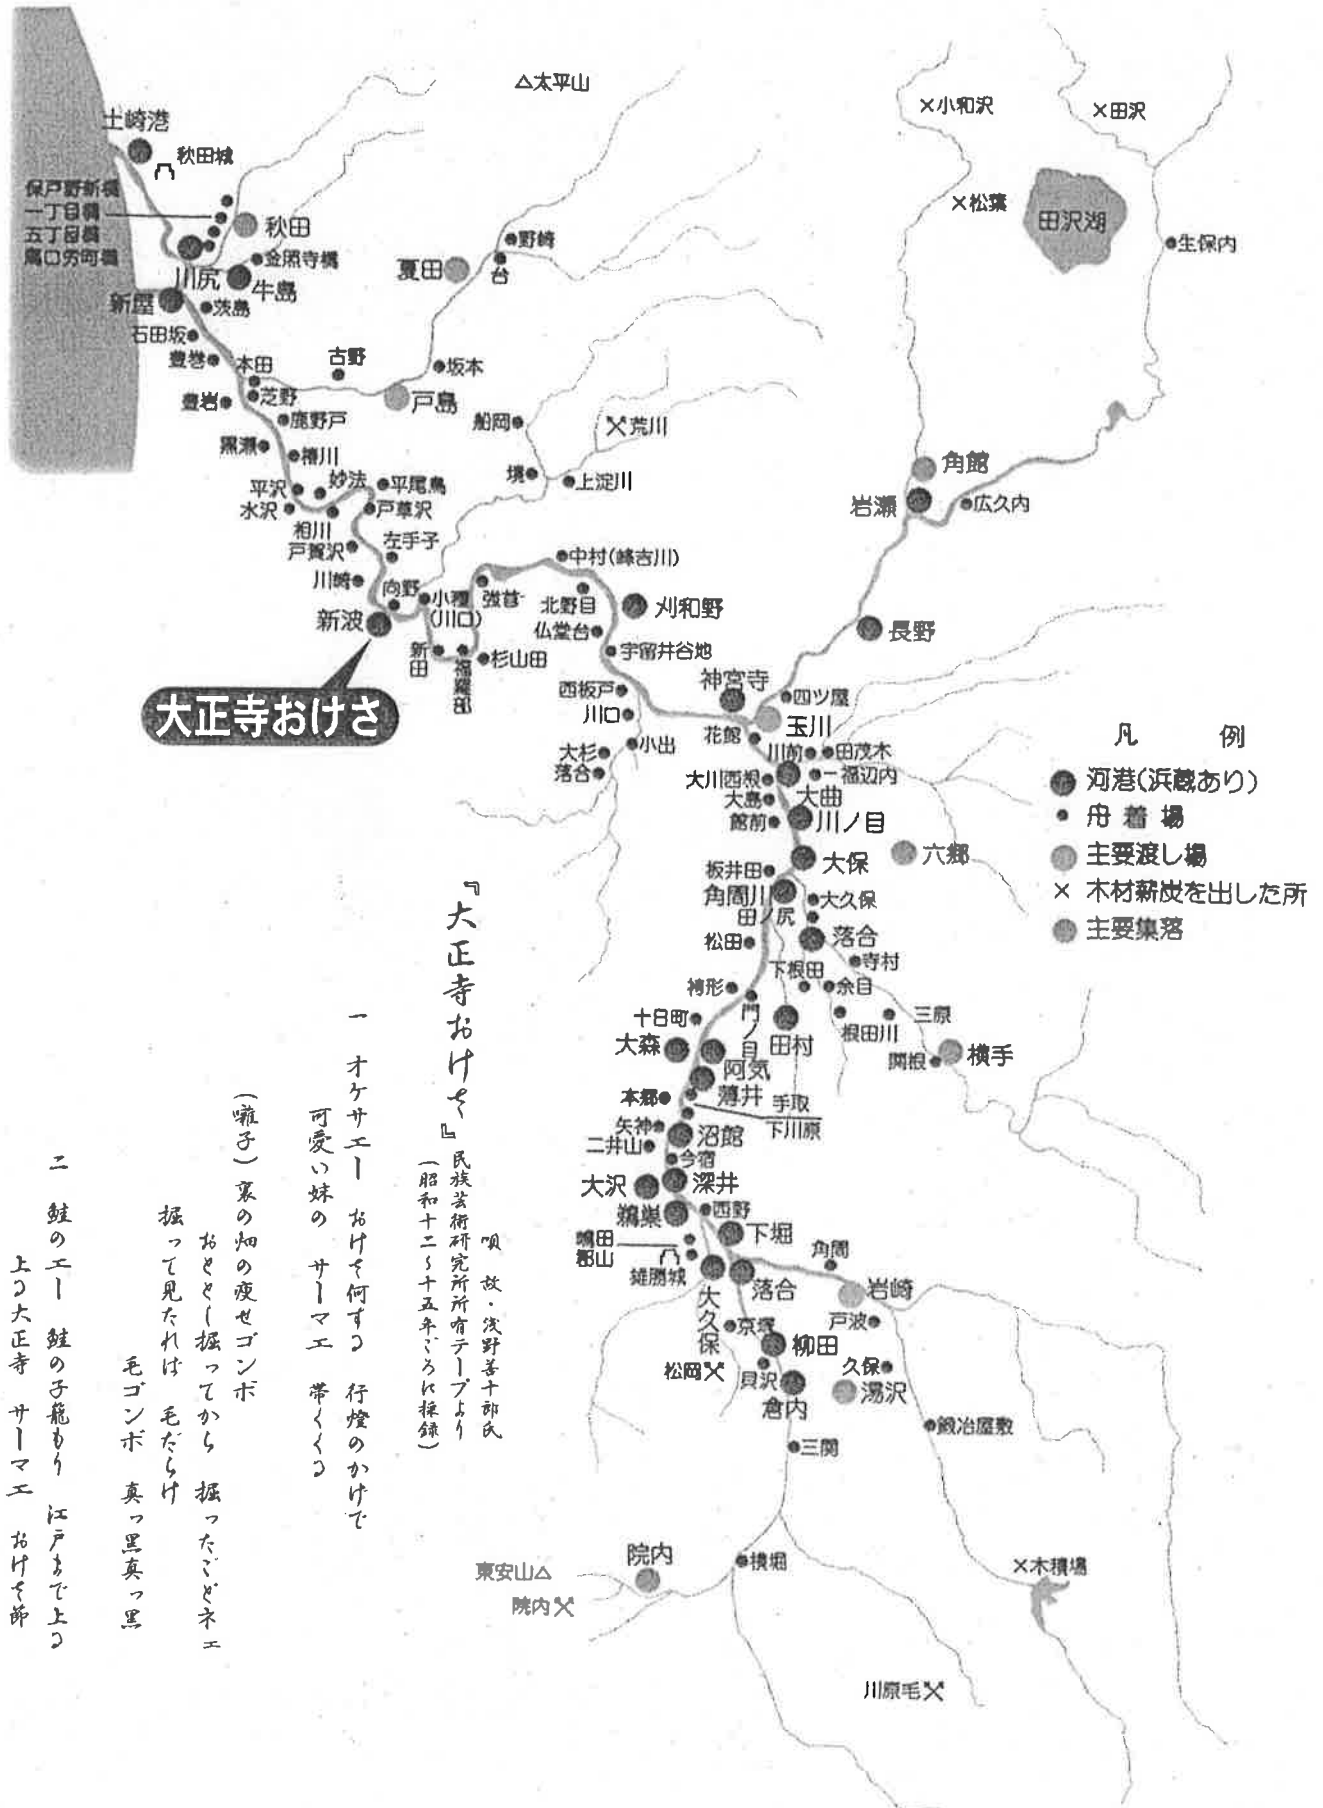 △太平山
×小和沢
×田沢
土崎港
秋田城
保戸野新橋
一丁目橋
五丁目橋
×松葉
田沢湖
秋田
野崎
生保内
川尻
金照寺橋
夏田
台
牛島
新屋
茨島
石田坂
豊巻
本田
古野
坂本
豊岩
芝野
戸島
鹿野戸
船岡
荒川
黒瀬
椿川
角館
境
上淀川
平沢
妙法
平尾鳥
岩瀬
広久内
水沢
相川
戸草沢
戸賀沢
左手子
中村(峰吉川)
川崎
向野
小種
(川口)
強首
北野目
刈和野
新波
仏堂台
長野
新田
福部羅
杉山田
宇留井谷地
西板戸
神宮寺
四ツ屋
大正寺おけさ
川口
玉川
花館
大杉
小出
川前
田茂木
落合
大川西根
福辺内
大島
大曲
館前
川ノ目
大保
六郷
板井田
角間川
大久保
田ノ尻
松田
落合
寺村
下根田
袴形
余目
門ノ目
十日町
田村
根田川
三原
大森
関根
横手
阿気
本郷
薄井
手取
下川原
矢神
沼館
二井山
今宿
大沢
深井
鵜巣
西野
嶋田
下堀
郡山
角間
雄勝城
大久保
落合
岩崎
京塚
戸波
柳田
松岡
久保
貝沢
倉内
湯沢
三関
鍛冶屋敷
院内
横堀
東安山△
×木積場
院内
川原毛
凡 例
河港(浜蔵あり)
舟着場
主要渡し場
× 木材薪炭を出した所
主要集落
『大正寺おけさ』
唄 故・浅野善十郎氏
民族芸術研究所所有テープより
(昭和十二〜十五年ごろに採録)
一 オケサエー おけさ何する 行燈のかげで
可愛い妹の サーマエ 帯くくる
(囃子)裏の畑の痩せゴンボ
おととし掘ってから 掘ったごどネェ
掘って見たれば 毛だらけ
毛ゴンボ 真っ黒真っ黒
二 鮭のエー 鮭の子籠もり 江戸まで上る
上る大正寺 サーマエ おけさ節